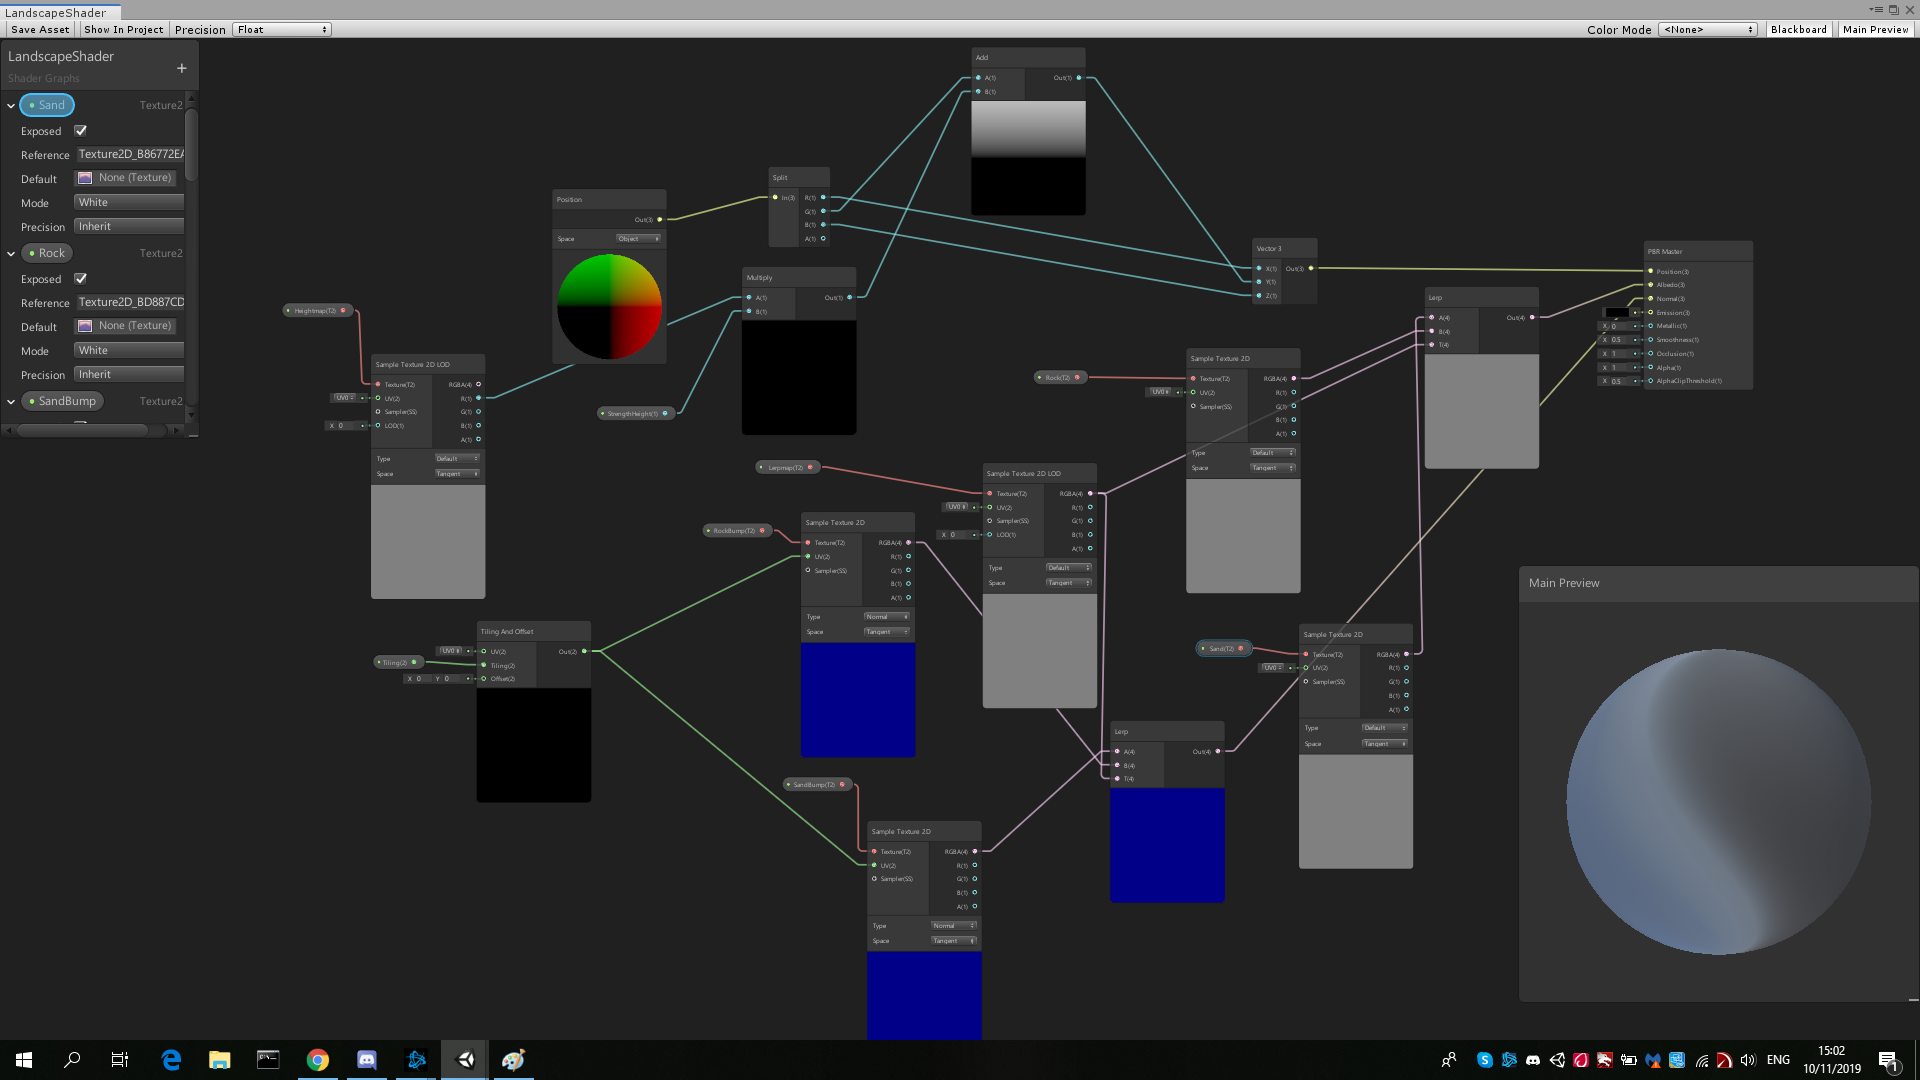 LandscapeShader
Save Asset Show In Project Precision Float Color Mode <None> Blackboard Main Preview
LandscapeShader
Shader Graphs
+
Sand Texture2
Exposed
Reference Texture2D_B86772EA
Default None (Texture)
Mode White
Precision Inherit
Rock Texture2
Exposed
Reference Texture2D_BD887CD
Default None (Texture)
Mode White
Precision Inherit
SandBump Texture2
Heightmap(T2)
Sample Texture 2D LOD
Texture(T2) RGBA(4)
UV0 UV(2) R(1)
Sampler(SS) G(1)
X 0 LOD(1) B(1)
A(1)
Type Default
Space Tangent
Position
Out(3)
Space Object
Split
In(3) R(1)
G(1)
B(1)
A(1)
Multiply
A(1) Out(1)
B(1)
StrengthHeight(1)
Add
A(1) Out(1)
B(1)
Vector 3
X(1) Out(3)
Y(1)
Z(1)
PBR Master
Position(3)
Albedo(3)
Normal(3)
Emission(3)
X 0 Metallic(1)
X 0.5 Smoothness(1)
X 1 Occlusion(1)
X 1 Alpha(1)
X 0.5 AlphaClipThreshold(1)
Lerp
A(4) Out(4)
B(4)
T(4)
Rock(T2)
Sample Texture 2D
Texture(T2) RGBA(4)
UV0 UV(2) R(1)
Sampler(SS) G(1)
B(1)
A(1)
Type Default
Space Tangent
Lerpmap(T2)
Sample Texture 2D LOD
Texture(T2) RGBA(4)
UV0 UV(2) R(1)
Sampler(SS) G(1)
X 0 LOD(1) B(1)
A(1)
Type Default
Space Tangent
RockBump(T2)
Sample Texture 2D
Texture(T2) RGBA(4)
UV(2) R(1)
Sampler(SS) G(1)
B(1)
A(1)
Type Normal
Space Tangent
Tiling And Offset
UV0 UV(2) Out(2)
Tiling(2) Tiling(2)
X 0 Y 0 Offset(2)
Sand(T2)
Sample Texture 2D
Texture(T2) RGBA(4)
UV0 UV(2) R(1)
Sampler(SS) G(1)
B(1)
A(1)
Type Default
Space Tangent
Lerp
A(4) Out(4)
B(4)
T(4)
SandBump(T2)
Sample Texture 2D
Texture(T2) RGBA(4)
UV(2) R(1)
Sampler(SS) G(1)
B(1)
A(1)
Type Normal
Space Tangent
Main Preview
ENG
15:02
10/11/2019
1